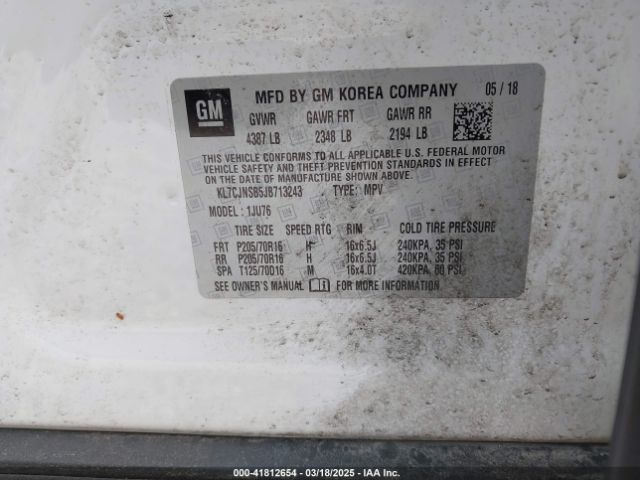 GM
MFD BY GM KOREA COMPANY 05 / 18
GVWR GAWR FRT GAWR RR
4387 LB 2348 LB 2194 LB
THIS VEHICLE CONFORMS TO ALL APPLICABLE U.S. FEDERAL MOTOR
VEHICLE SAFETY AND THEFT PREVENTION STANDARDS IN EFFECT
ON THE DATE OF MANUFACTURE SHOWN ABOVE.
KL7CJNSB5JB713243 TYPE: MPV
MODEL: 1JU76
TIRE SIZE SPEED RTG RIM COLD TIRE PRESSURE
FRT P205/70R16 H 16x6.5J 240KPA, 35 PSI
RR P205/70R16 H 16x6.5J 240KPA, 35 PSI
SPA T125/70D16 M 16x4.0T 420KPA, 60 PSI
SEE OWNER'S MANUAL FOR MORE INFORMATION.
000-41812654 | 03/18/2025 — IAA Inc.